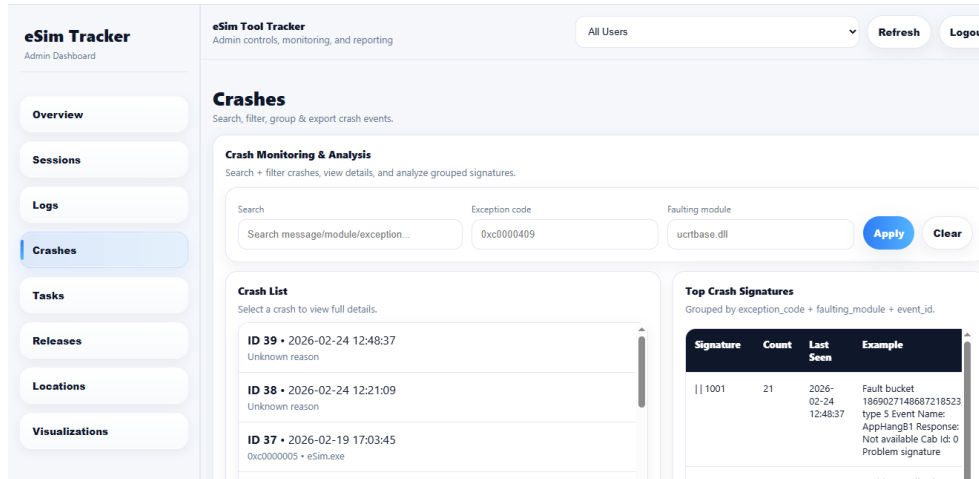 eSim Tracker
Admin Dashboard
Overview
Sessions
Logs
Crashes
Tasks
Releases
Locations
Visualizations
eSim Tool Tracker
Admin controls, monitoring, and reporting
All Users
Refresh
Logou
Crashes
Search, filter, group & export crash events.
Crash Monitoring & Analysis
Search + filter crashes, view details, and analyze grouped signatures.
Search
Search message/module/exception...
Exception code
0xc0000409
Faulting module
ucrtbase.dll
Apply
Clear
Crash List
Select a crash to view full details.
ID 39 • 2026-02-24 12:48:37
Unknown reason
ID 38 • 2026-02-24 12:21:09
Unknown reason
ID 37 • 2026-02-19 17:03:45
0xc0000005 • eSim.exe
Top Crash Signatures
Grouped by exception_code + faulting_module + event_id.
Signature Count Last Seen Example
| | 1001
21
2026-
02-24
12:48:37
Fault bucket
1869027148687218523,
type 5 Event Name:
AppHangB1 Response:
Not available Cab Id: 0
Problem signature